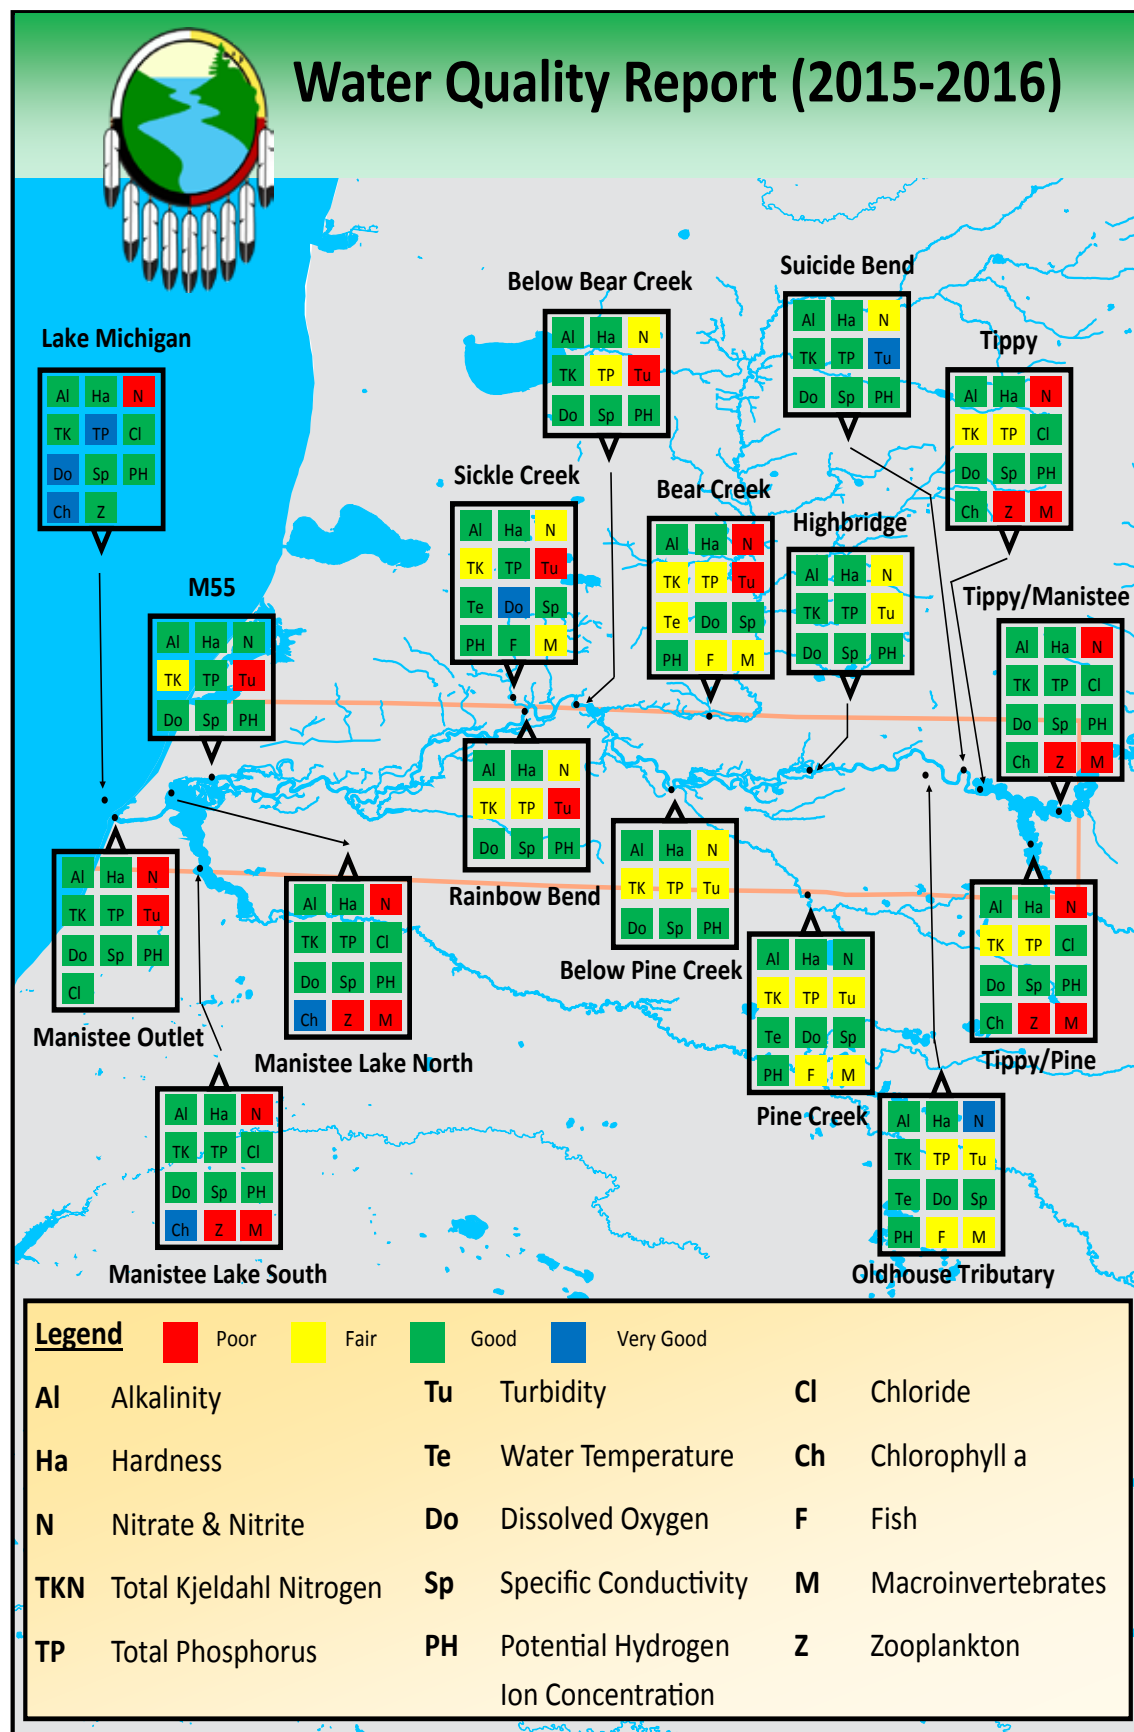 Water Quality Report (2015-2016)
Suicide Bend
Al Ha N
TK TP Tu
Do Sp PH
Below Bear Creek
Al Ha N
TK TP Tu
Do Sp PH
Lake Michigan
Al Ha N
TK TP Cl
Do Sp PH
Ch Z
Tippy
Al Ha N
TK TP Cl
Do Sp PH
Ch Z M
Sickle Creek
Al Ha N
TK TP Tu
Te Do Sp
PH F M
Bear Creek
Al Ha N
TK TP Tu
Te Do Sp
PH F M
Highbridge
Al Ha N
TK TP Tu
Do Sp PH
M55
Al Ha N
TK TP Tu
Do Sp PH
Tippy/Manistee
Al Ha N
TK TP Cl
Do Sp PH
Ch Z M
Al Ha N
TK TP Tu
Do Sp PH
Rainbow Bend
Al Ha N
TK TP Tu
Do Sp PH
Below Pine Creek
Al Ha N
TK TP Tu
Do Sp PH
Cl
Manistee Outlet
Al Ha N
TK TP Cl
Do Sp PH
Ch Z M
Manistee Lake North
Al Ha N
TK TP Cl
Do Sp PH
Ch Z M
Tippy/Pine
Al Ha N
TK TP Tu
Te Do Sp
PH F M
Pine Creek
Al Ha N
TK TP Cl
Do Sp PH
Ch Z M
Manistee Lake South
Al Ha N
TK TP Tu
Te Do Sp
PH F M
Oldhouse Tributary
Legend Poor Fair Good Very Good
Al Alkalinity
Ha Hardness
N Nitrate & Nitrite
TKN Total Kjeldahl Nitrogen
TP Total Phosphorus
Tu Turbidity
Te Water Temperature
Do Dissolved Oxygen
Sp Specific Conductivity
PH Potential Hydrogen
Ion Concentration
Cl Chloride
Ch Chlorophyll a
F Fish
M Macroinvertebrates
Z Zooplankton